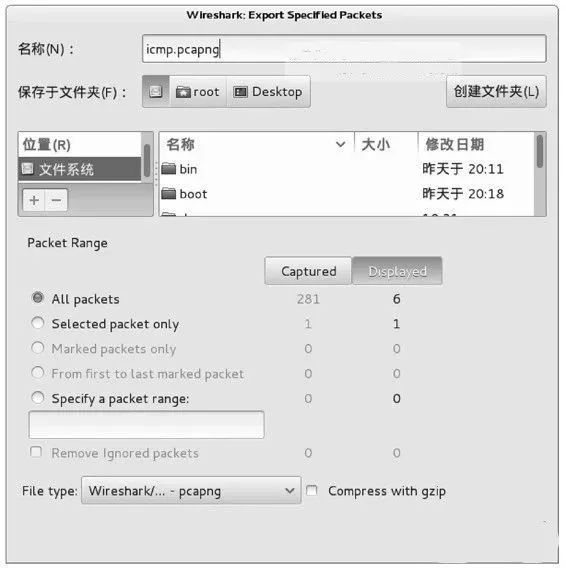 Wireshark: Export Specified Packets
名称(N)： icmp.pcapng
保存于文件夹(F)： root Desktop 创建文件夹(L)
位置(R) 名称 大小 修改日期
文件系统 bin 昨天于 20:11
boot 昨天于 20:18
Packet Range
Captured Displayed
All packets 281 6
Selected packet only 1 1
Marked packets only 0 0
From first to last marked packet 0 0
Specify a packet range: 0 0
Remove Ignored packets 0 0
File type: Wireshark/... - pcapng Compress with gzip